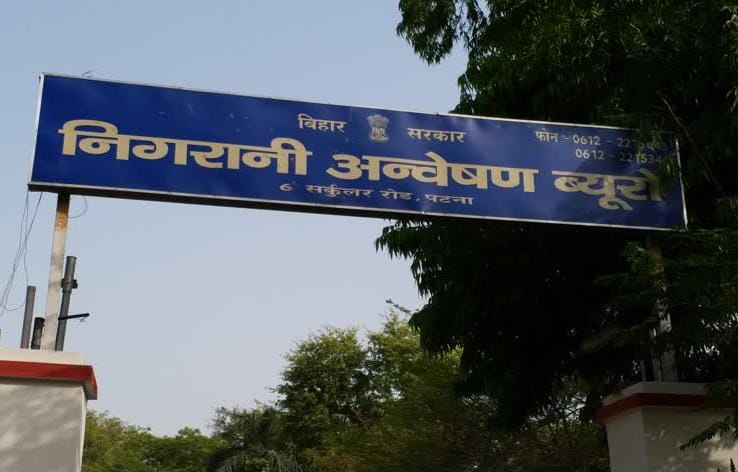 बिहार सरकार
फोन - 0612 -
0612 -
निगरानी अन्वेषण ब्यूरो
6 सर्कुलर रोड, पटना